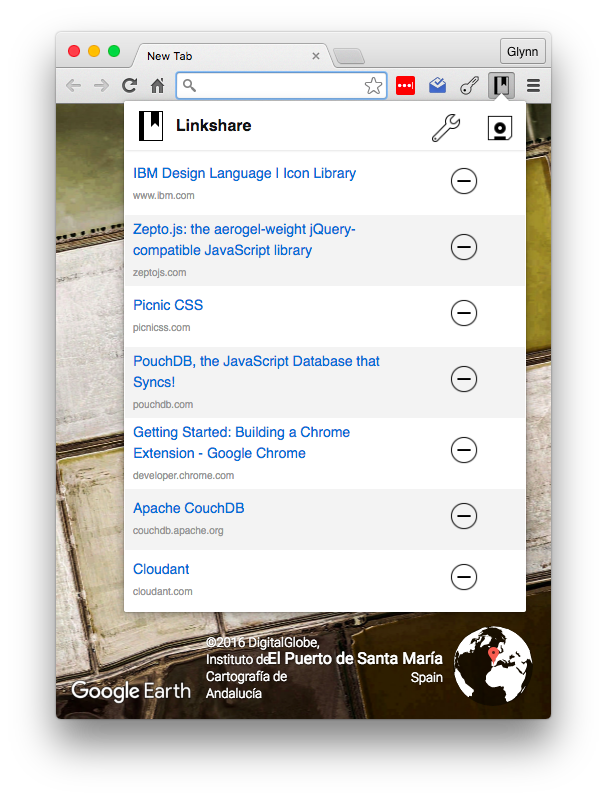 New Tab
Glynn
Linkshare
IBM Design Language | Icon Library
www.ibm.com
Zepto.js: the aerogel-weight jQuery-
compatible JavaScript library
zeptojs.com
Picnic CSS
picnicss.com
PouchDB, the JavaScript Database that
Syncs!
pouchdb.com
Getting Started: Building a Chrome
Extension - Google Chrome
developer.chrome.com
Apache CouchDB
couchdb.apache.org
Cloudant
cloudant.com
©2016 DigitalGlobe,
Instituto de
Cartografía de
Andalucía
El Puerto de Santa María
Spain
Google Earth